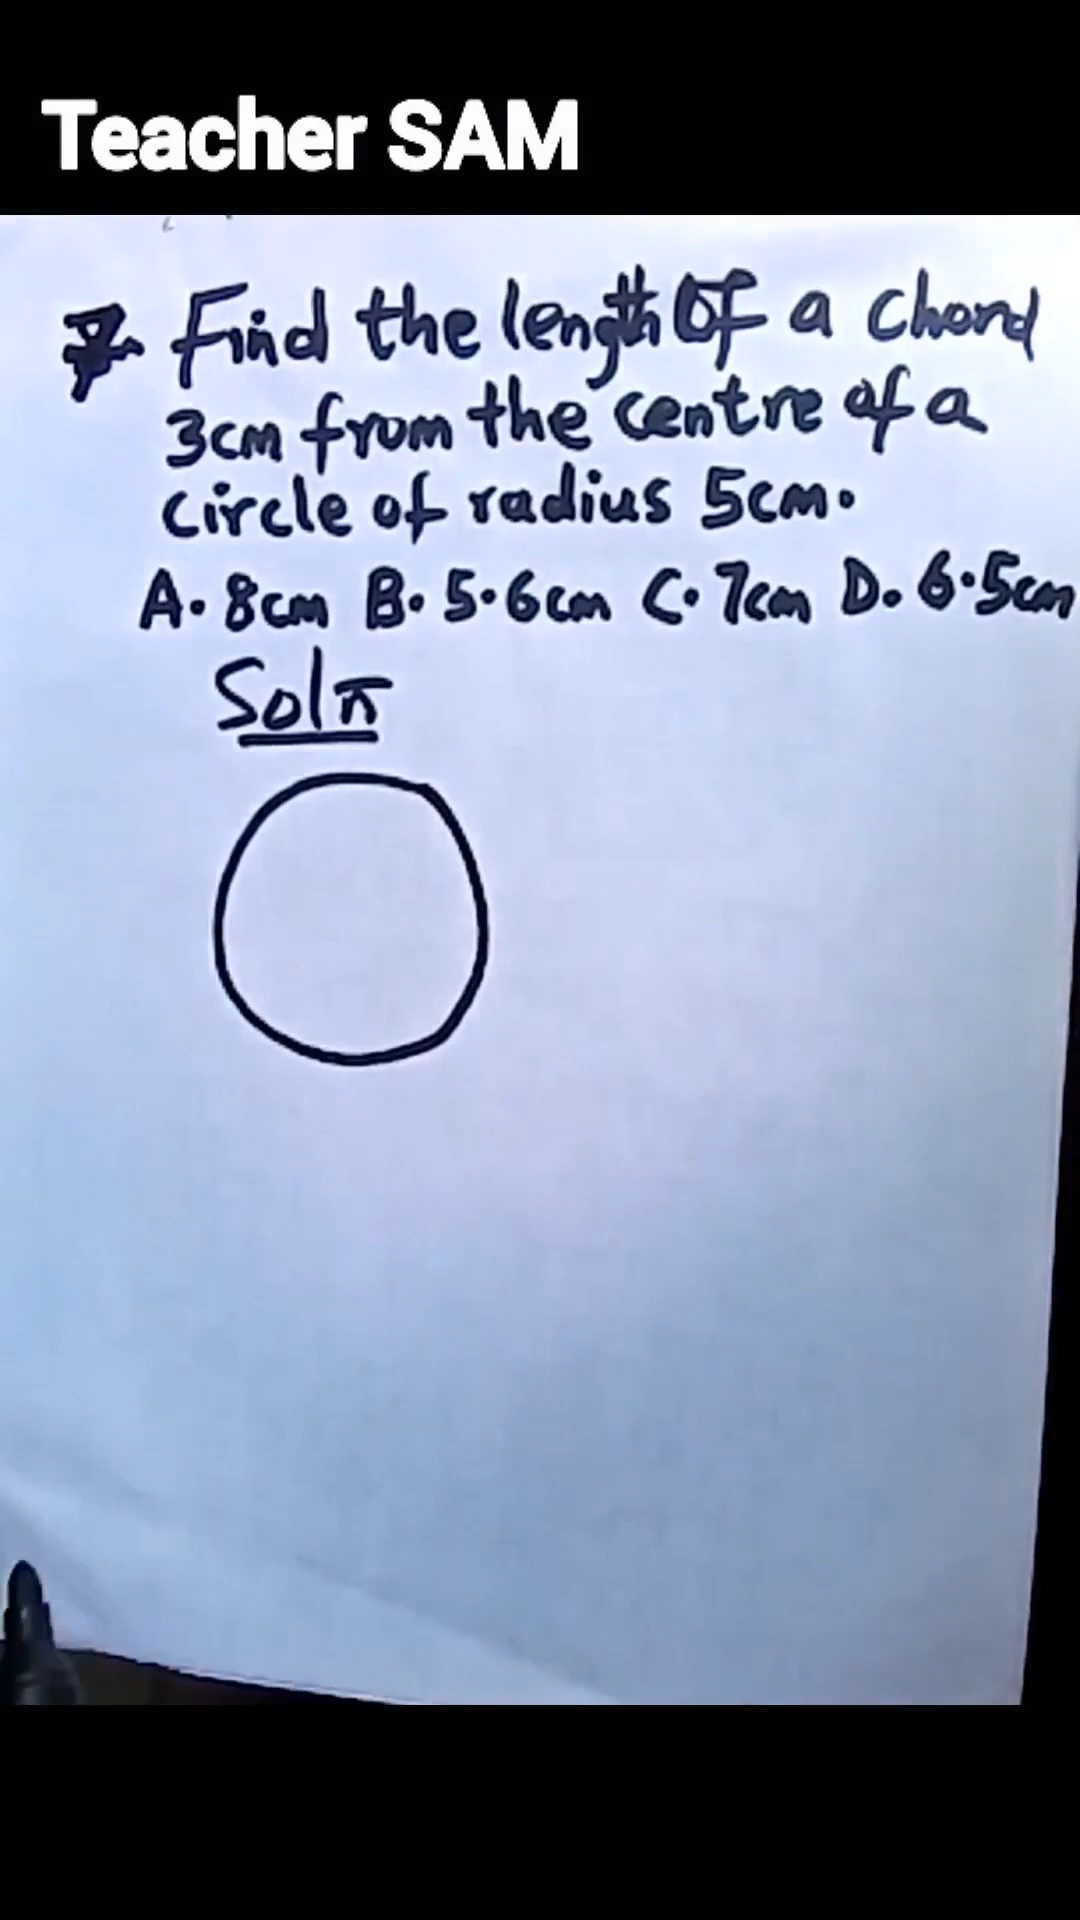 Teacher SAM
Find the length of a chord
3cm from the centre of a
circle of radius 5cm.
A. 8cm B. 5.6cm C. 7cm D. 6.5cm
Soln